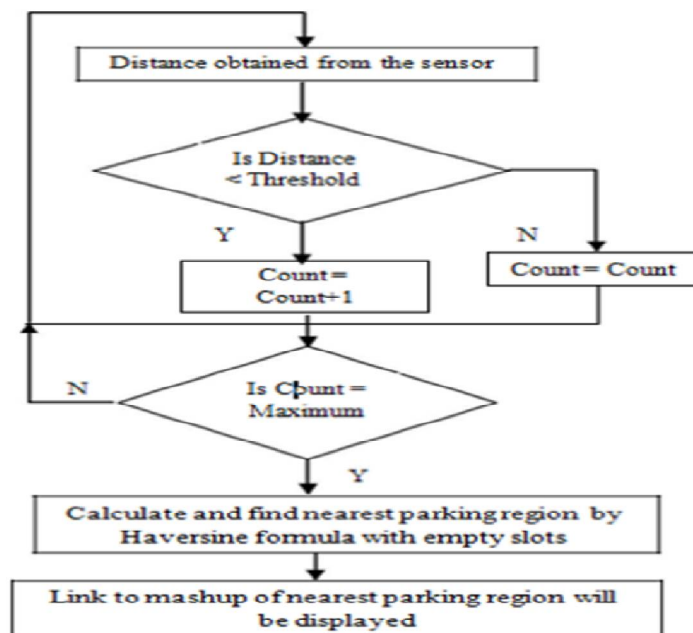 Distance obtained from the sensor
Is Distance
< Threshold
Y
N
Count =
Count+1
Count = Count
N
Is Count =
Maximum
Y
Calculate and find nearest parking region by
Haversine formula with empty slots
Link to mashup of nearest parking region will
be displayed